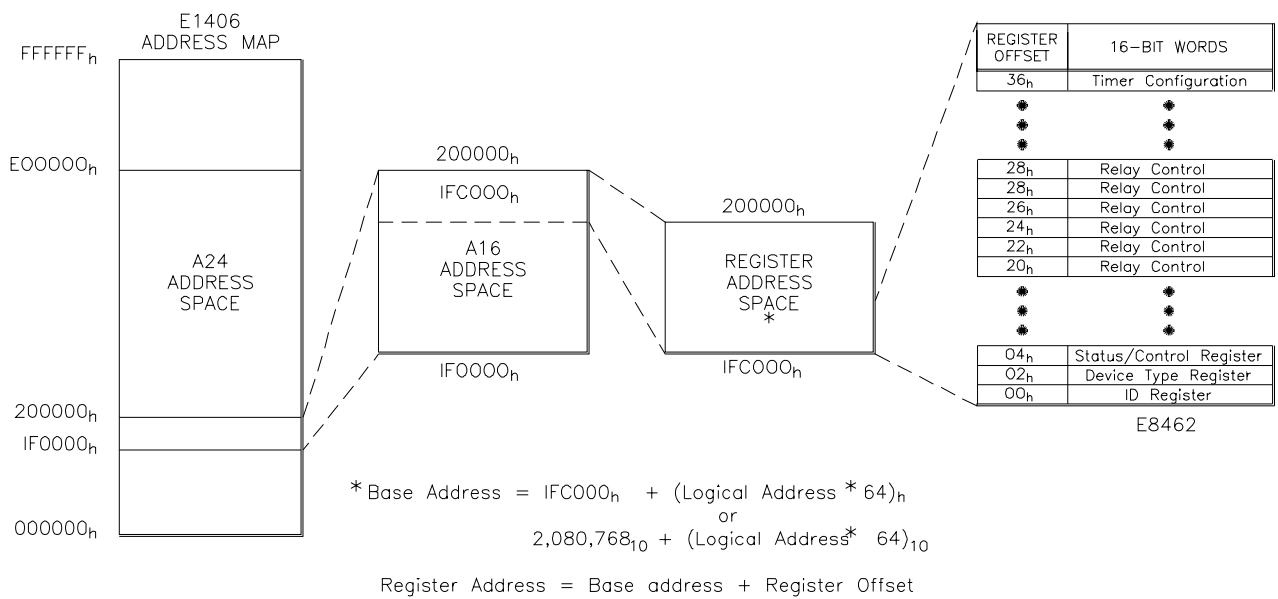 E1406
ADDRESS MAP
FFFFFFh
E00000h
A24
ADDRESS
SPACE
200000h
IF0000h
000000h
200000h
IFC000h
A16
ADDRESS
SPACE
IF0000h
200000h
REGISTER
ADDRESS
SPACE
*
IFC000h
REGISTER
OFFSET
16-BIT WORDS
36h Timer Configuration
28h Relay Control
28h Relay Control
26h Relay Control
24h Relay Control
22h Relay Control
20h Relay Control
04h Status/Control Register
02h Device Type Register
00h ID Register
E8462
* Base Address = IFC000h + (Logical Address * 64)h
or
2,080,76810 + (Logical Address* 64)10
Register Address = Base address + Register Offset